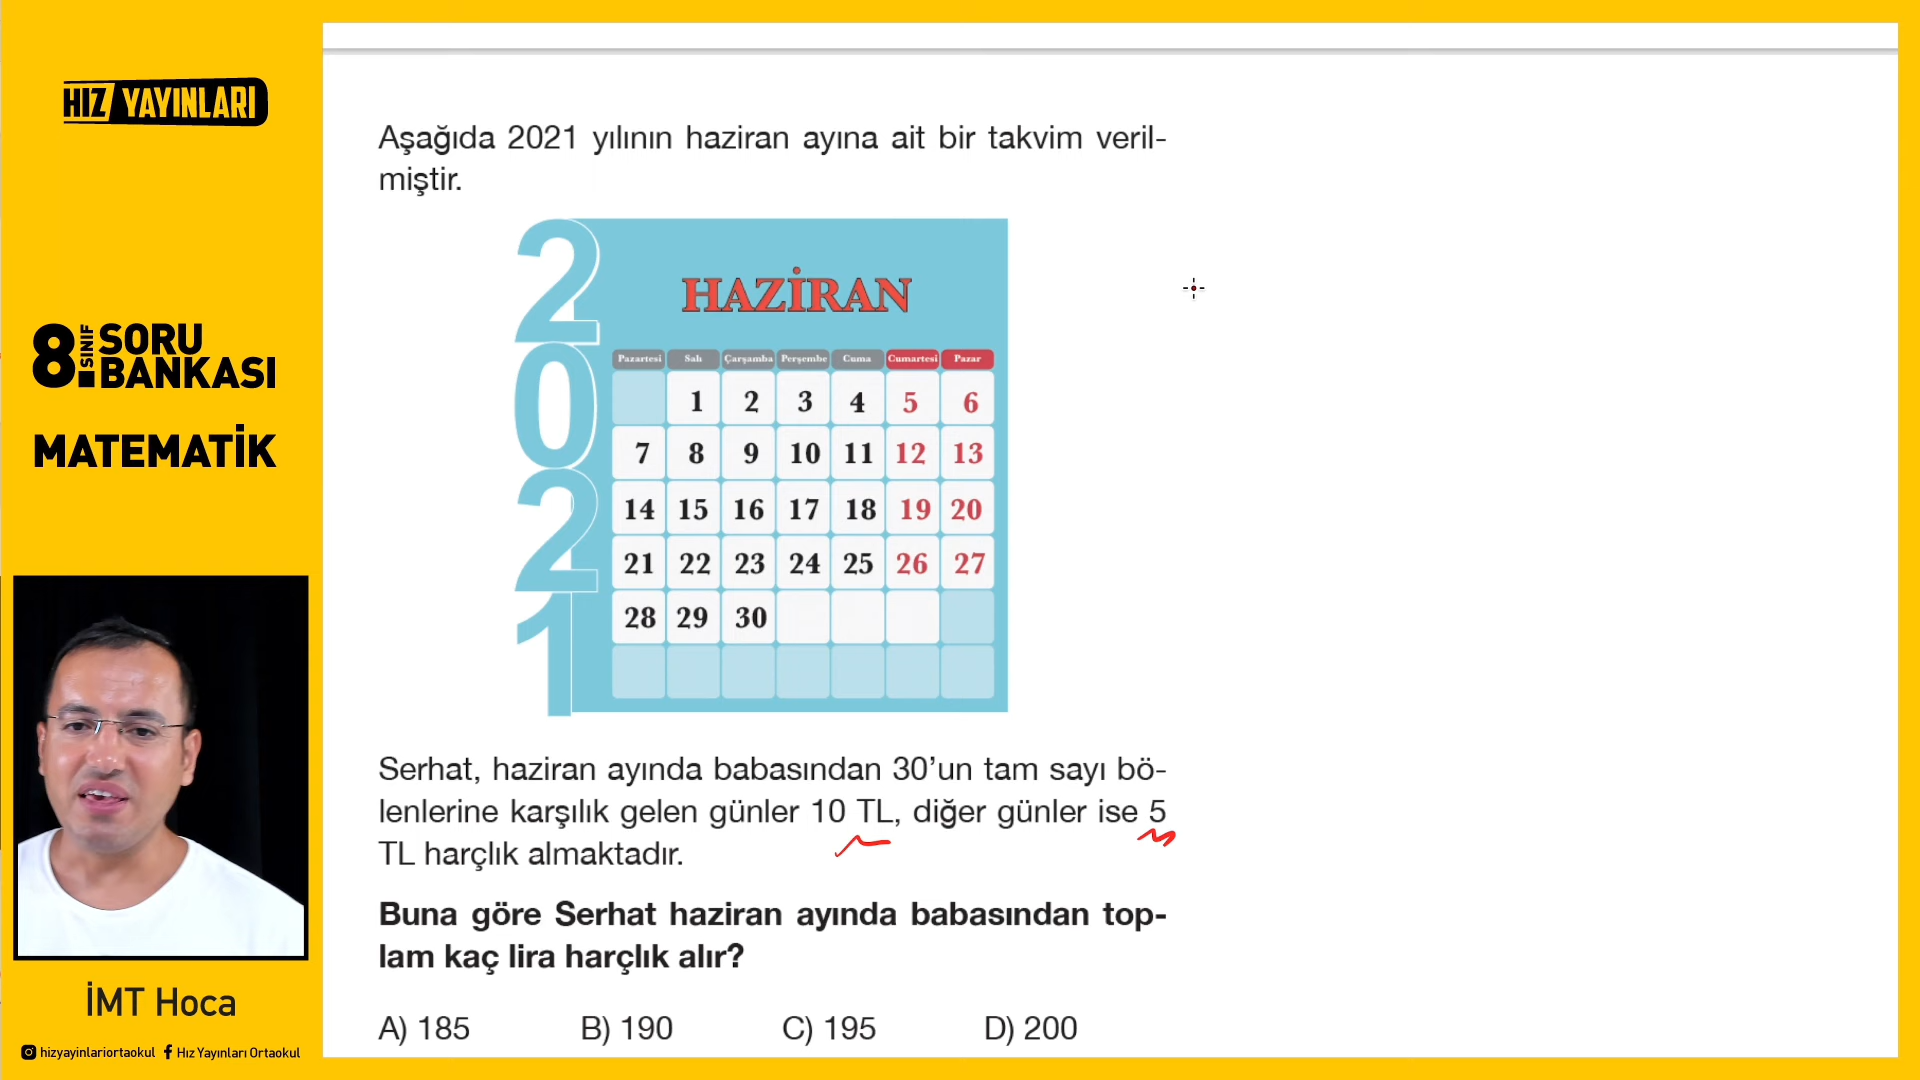 HIZ YAYINLARI
8. SINIF SORU BANKASI
MATEMATİK
İMT Hoca
hizyayinlariortaokul Hız Yayınları Ortaokul
Aşağıda 2021 yılının haziran ayına ait bir takvim veril-
miştir.
2021
HAZİRAN
Pazartesi Salı Çarşamba Perşembe Cuma Cumartesi Pazar
1 2 3 4 5 6
7 8 9 10 11 12 13
14 15 16 17 18 19 20
21 22 23 24 25 26 27
28 29 30
Serhat, haziran ayında babasından 30’un tam sayı bö-
lenlerine karşılık gelen günler 10 TL, diğer günler ise 5
TL harçlık almaktadır.
Buna göre Serhat haziran ayında babasından top-
lam kaç lira harçlık alır?
A) 185 B) 190 C) 195 D) 200